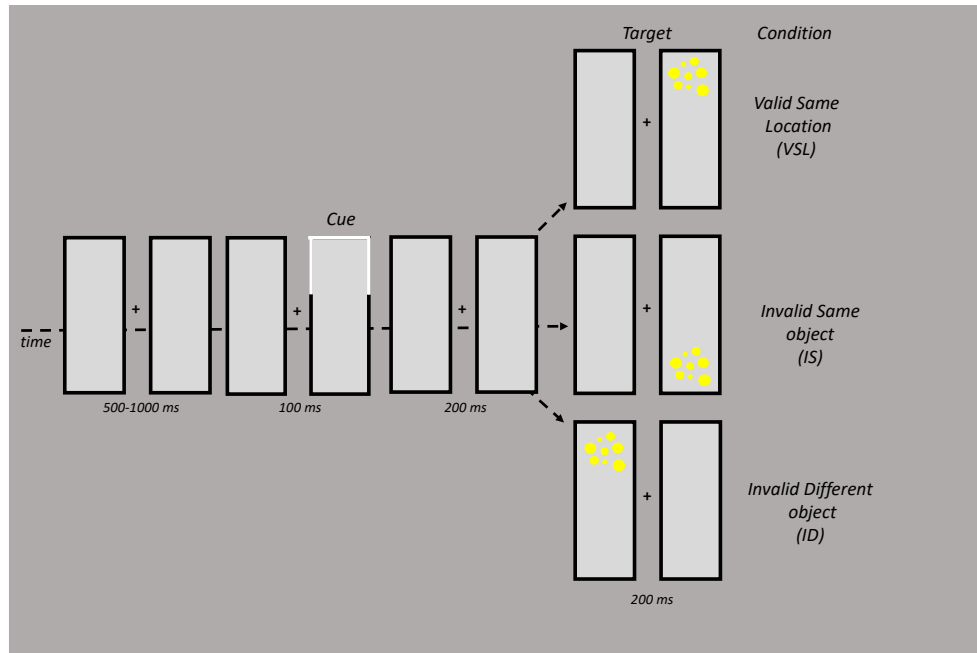 Target
Condition
Valid Same
Location
(VSL)
Cue
+
+
+
+
+
+
time
Invalid Same
object
(IS)
500-1000 ms
100 ms
200 ms
Invalid Different
object
(ID)
200 ms